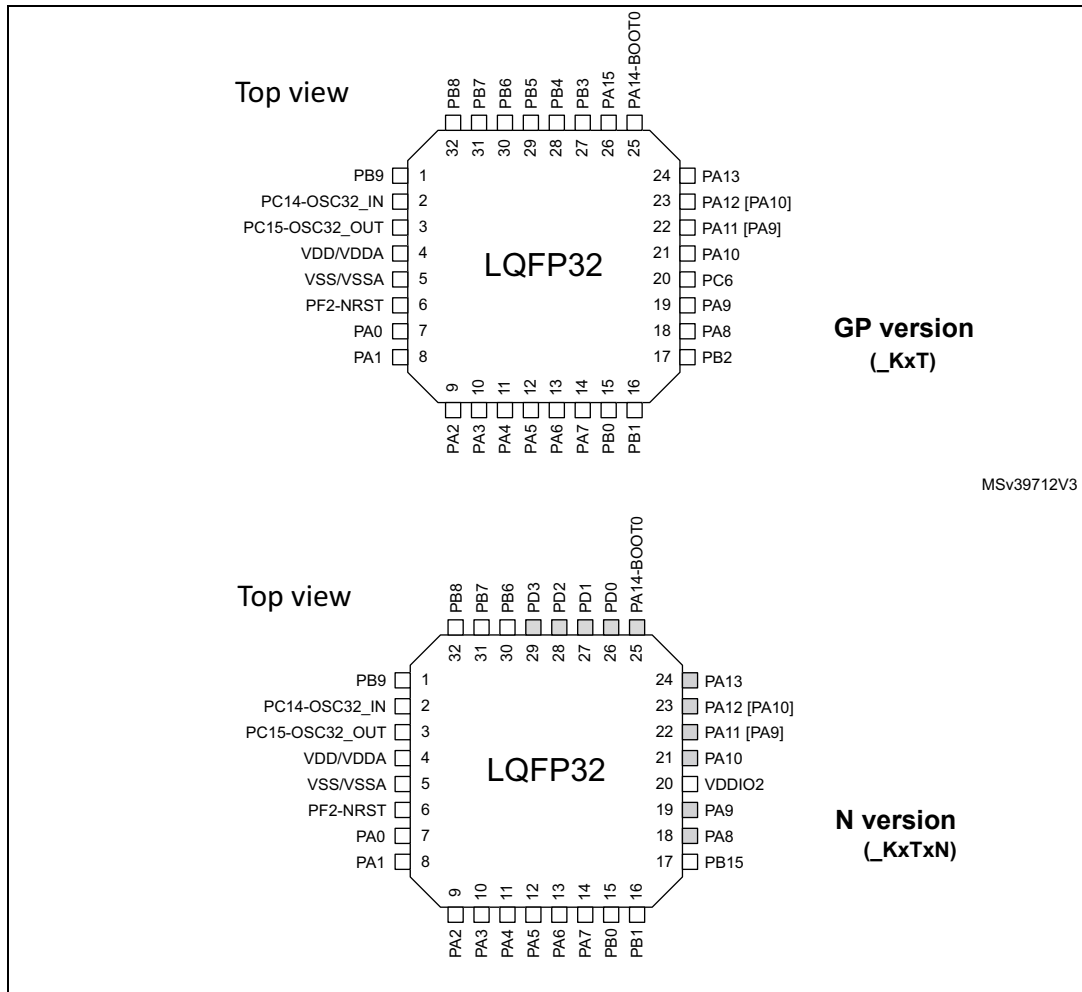 Top view
PB8
PB7
PB6
PB5
PB4
PB3
PA15
PA14-BOOT0
32
31
30
29
28
27
26
25
PB9 1
PC14-OSC32_IN 2
PC15-OSC32_OUT 3
VDD/VDDA 4
VSS/VSSA 5
PF2-NRST 6
PA0 7
PA1 8
LQFP32
24 PA13
23 PA12 [PA10]
22 PA11 [PA9]
21 PA10
20 PC6
19 PA9
18 PA8
17 PB2
9
10
11
12
13
14
15
16
PA2
PA3
PA4
PA5
PA6
PA7
PB0
PB1
GP version
(_KxT)
MSv39712V3
Top view
PB8
PB7
PB6
PD3
PD2
PD1
PD0
PA14-BOOT0
32
31
30
29
28
27
26
25
PB9 1
PC14-OSC32_IN 2
PC15-OSC32_OUT 3
VDD/VDDA 4
VSS/VSSA 5
PF2-NRST 6
PA0 7
PA1 8
LQFP32
24 PA13
23 PA12 [PA10]
22 PA11 [PA9]
21 PA10
20 VDDIO2
19 PA9
18 PA8
17 PB15
9
10
11
12
13
14
15
16
PA2
PA3
PA4
PA5
PA6
PA7
PB0
PB1
N version
(_KxTxN)